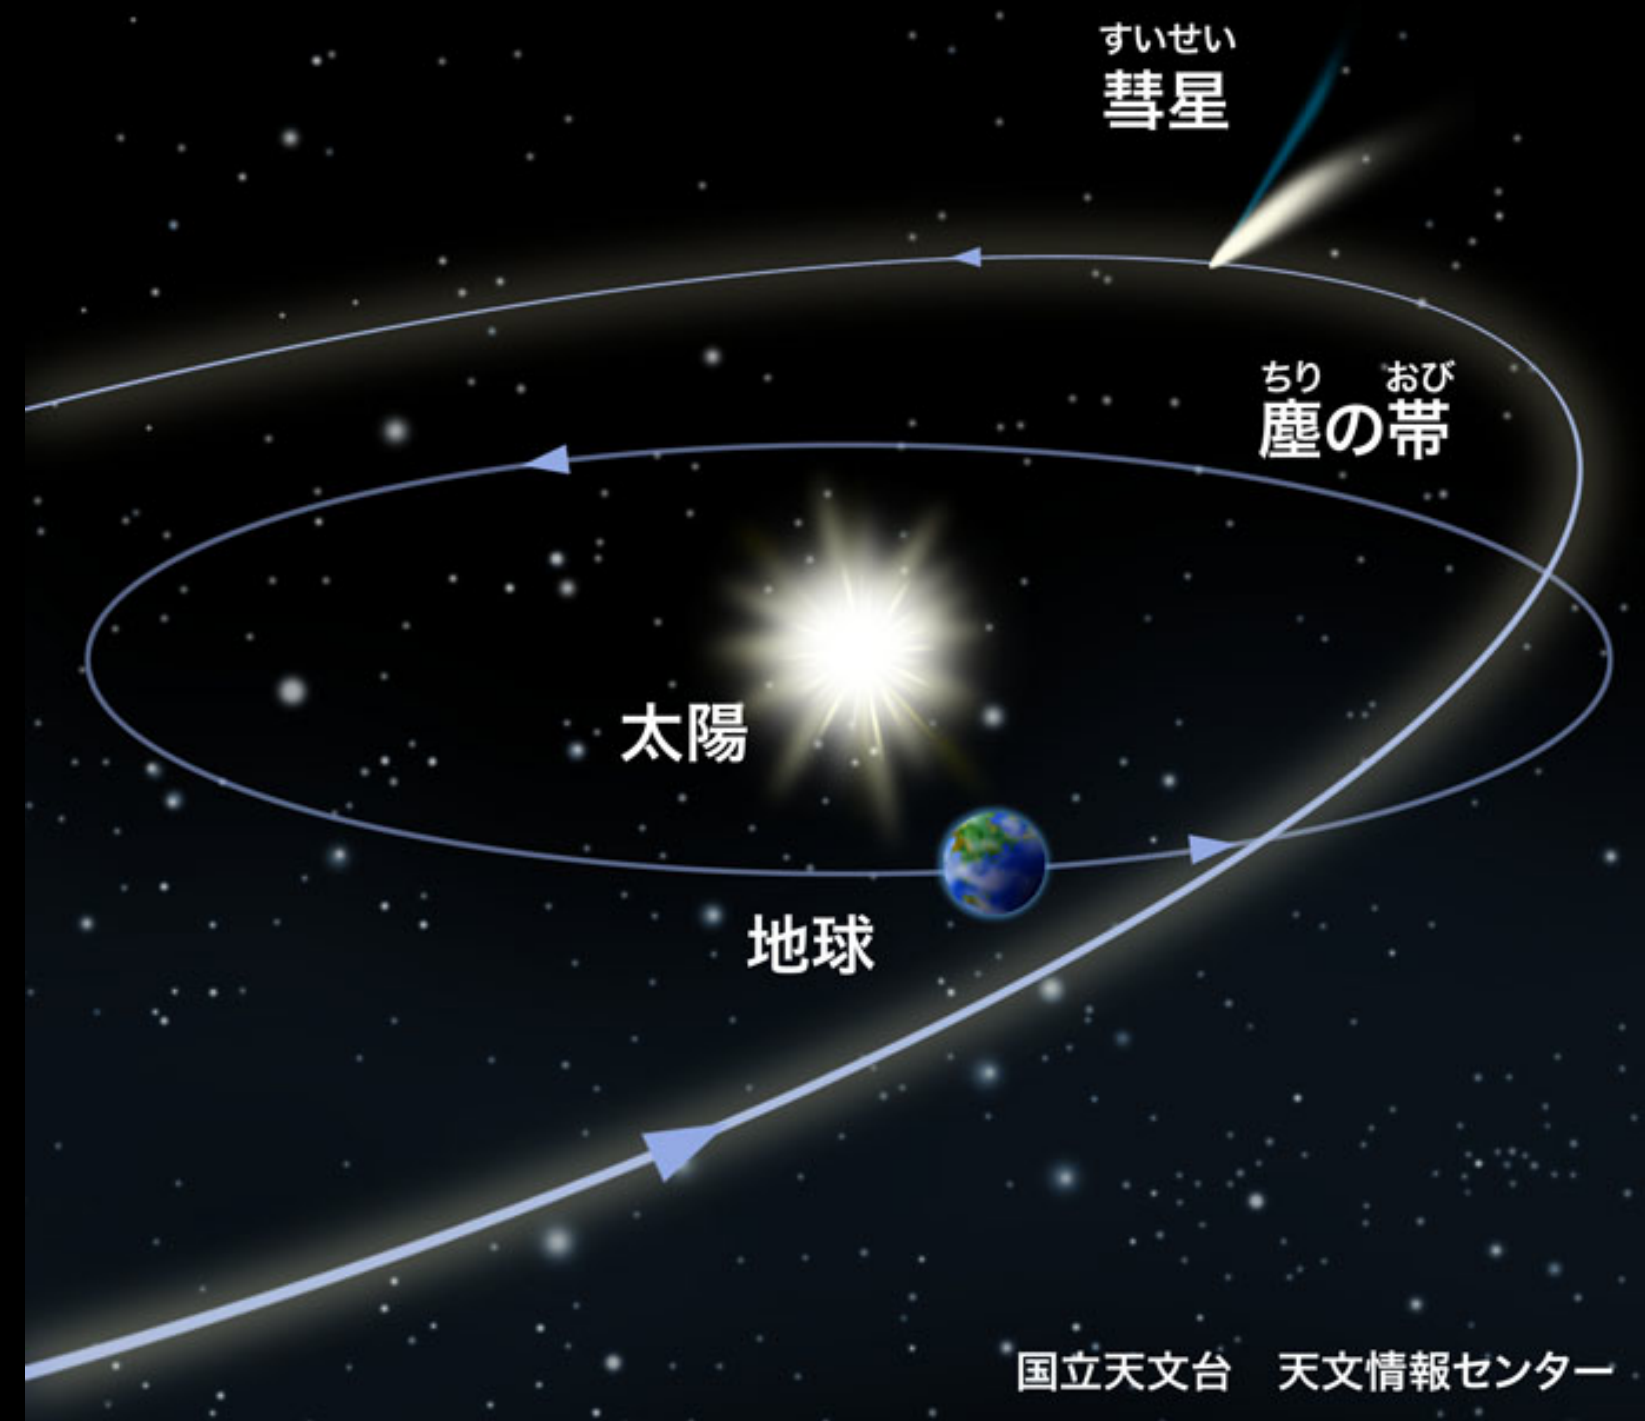 すいせい
彗星
ちり おび
塵の帯
太陽
地球
国立天文台 天文情報センター